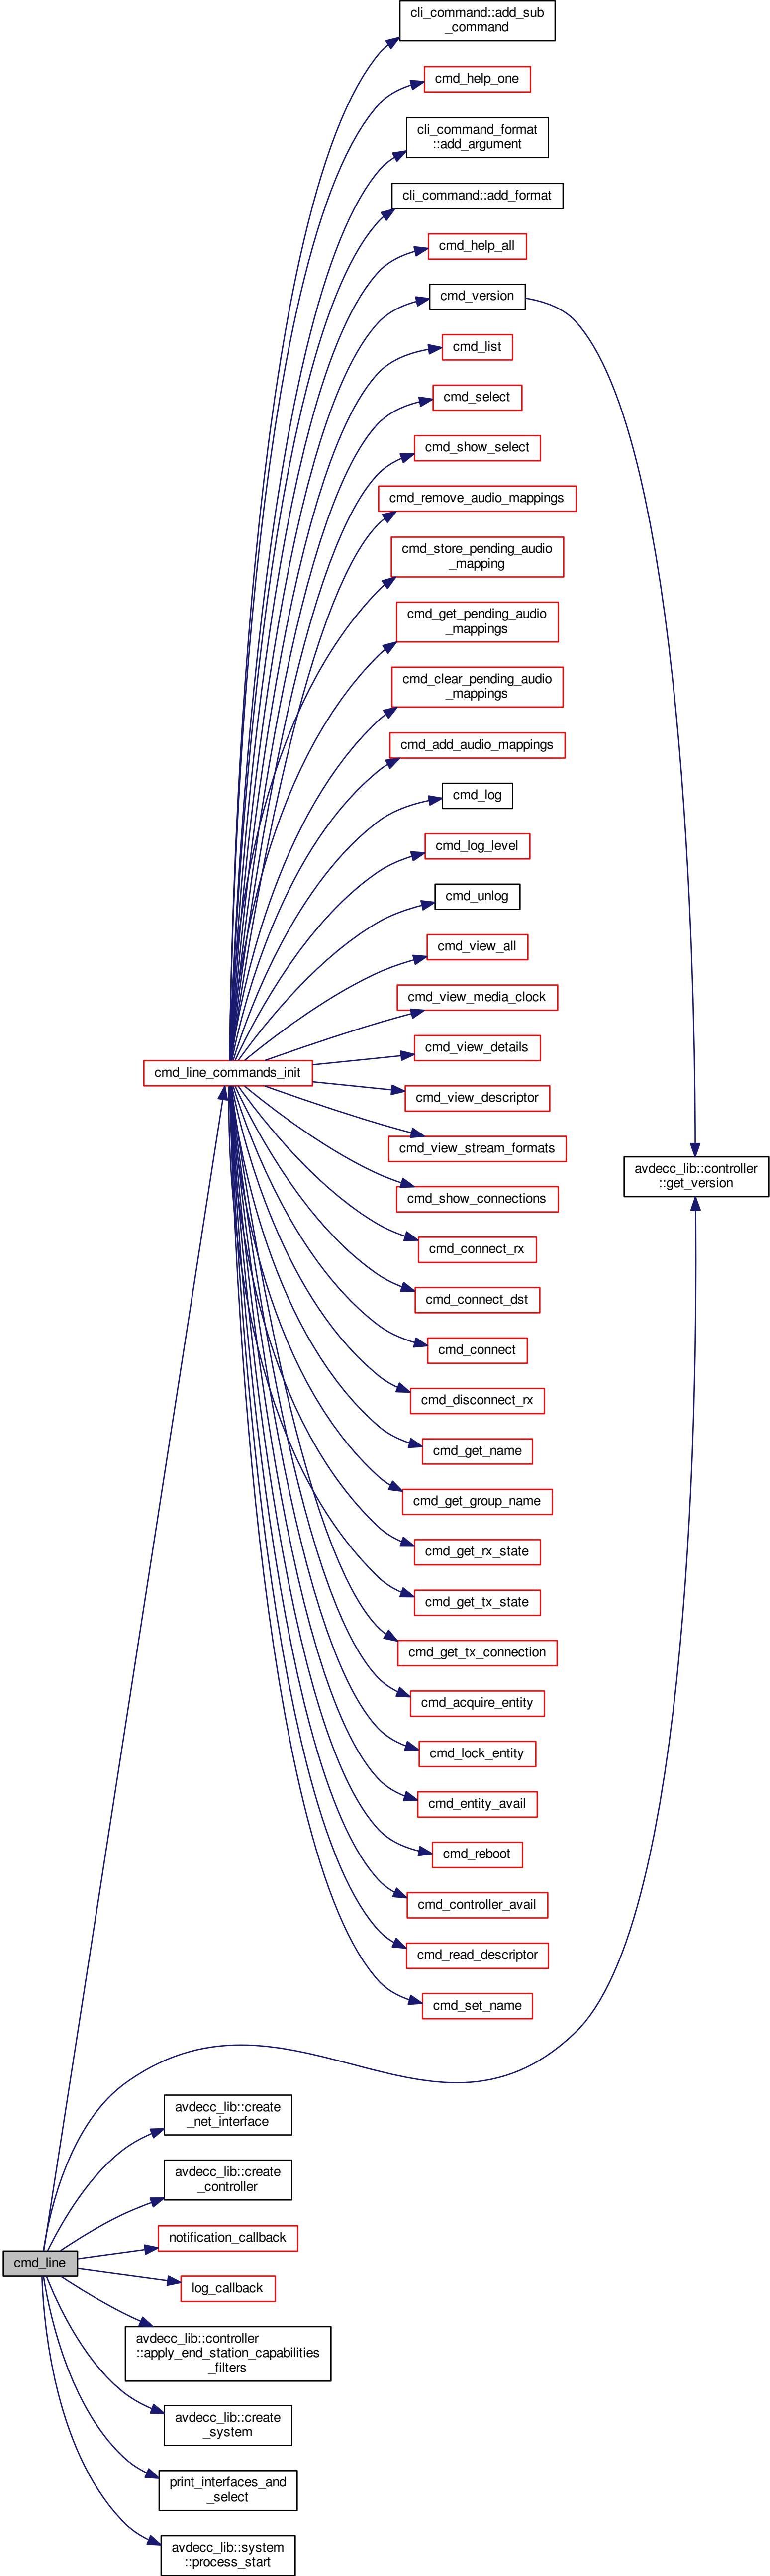 cli_command::add_sub
_command
cmd_help_one
cli_command_format
::add_argument
cli_command::add_format
cmd_help_all
cmd_version
cmd_list
cmd_select
cmd_show_select
cmd_remove_audio_mappings
cmd_store_pending_audio
_mapping
cmd_get_pending_audio
_mappings
cmd_clear_pending_audio
_mappings
cmd_add_audio_mappings
cmd_log
cmd_log_level
cmd_unlog
cmd_view_all
cmd_view_media_clock
cmd_view_details
cmd_line_commands_init
cmd_view_descriptor
cmd_view_stream_formats
avdecc_lib::controller
::get_version
cmd_show_connections
cmd_connect_rx
cmd_connect_dst
cmd_connect
cmd_disconnect_rx
cmd_get_name
cmd_get_group_name
cmd_get_rx_state
cmd_get_tx_state
cmd_get_tx_connection
cmd_acquire_entity
cmd_lock_entity
cmd_entity_avail
cmd_reboot
cmd_controller_avail
cmd_read_descriptor
cmd_set_name
avdecc_lib::create
_net_interface
avdecc_lib::create
_controller
notification_callback
cmd_line
log_callback
avdecc_lib::controller
::apply_end_station_capabilities
_filters
avdecc_lib::create
_system
print_interfaces_and
_select
avdecc_lib::system
::process_start